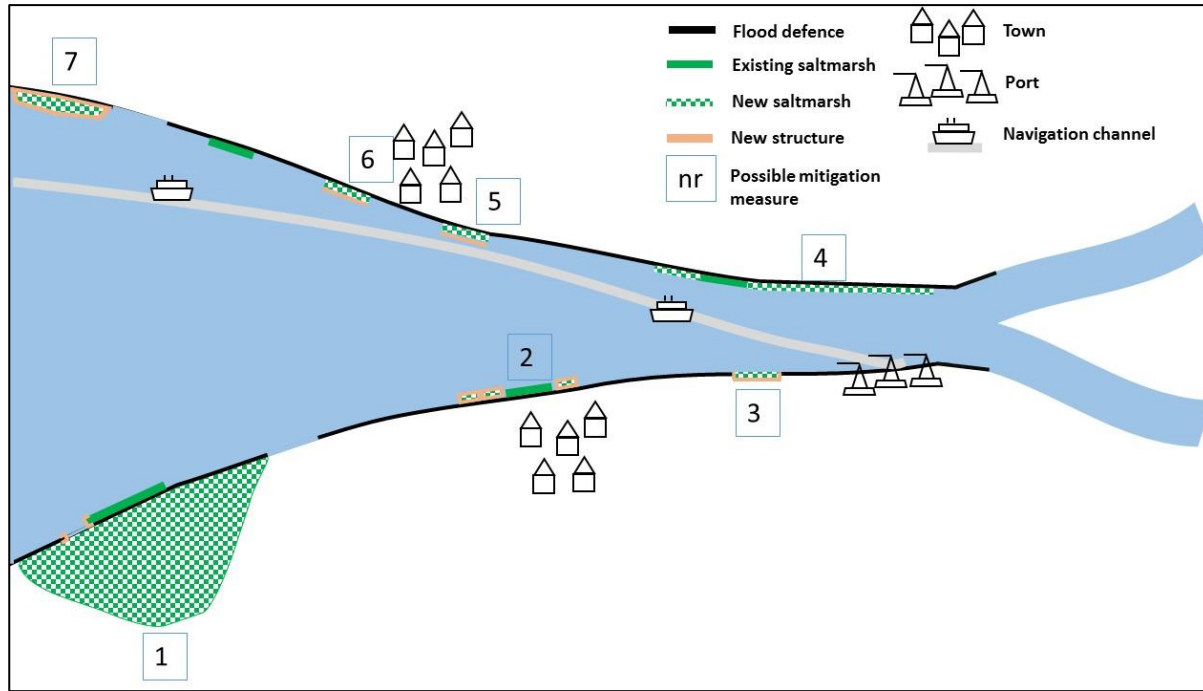 7
Flood defence
Town
Existing saltmarsh
New saltmarsh
Port
New structure
Navigation channel
nr
Possible mitigation
measure
6
5
4
2
3
1